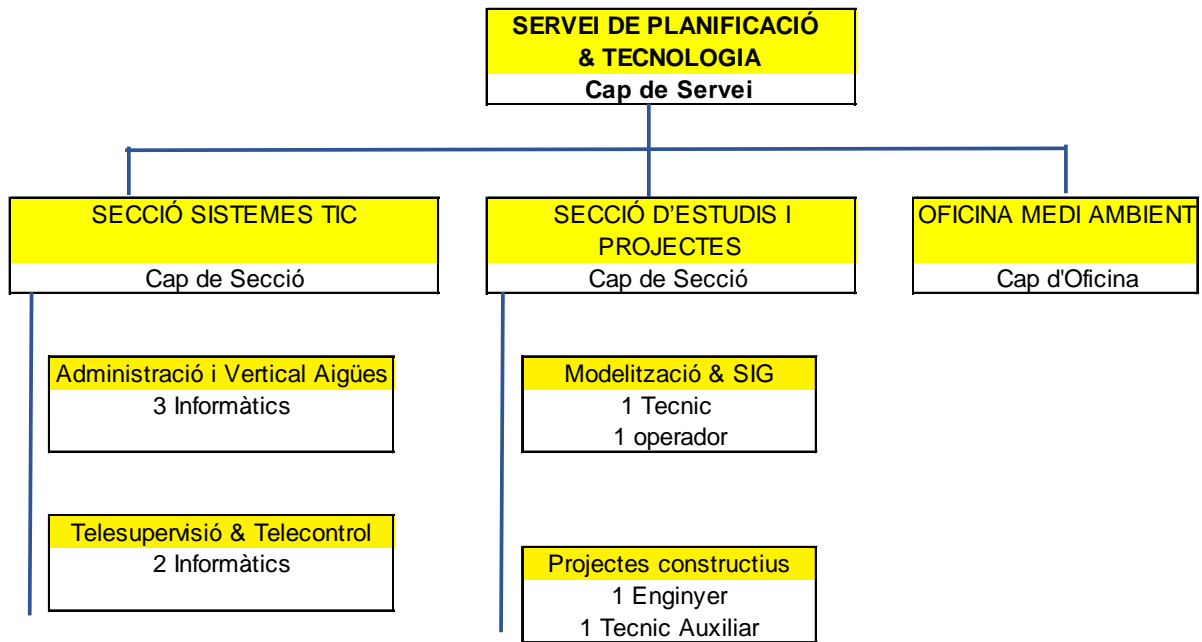 SERVEI DE PLANIFICACIÓ
& TECNOLOGIA
Cap de Servei
SECCIÓ SISTEMES TIC
Cap de Secció
SECCIÓ D'ESTUDIS I
PROJECTES
Cap de Secció
OFICINA MEDI AMBIENT
Cap d'Oficina
Administració i Vertical Aigües
3 Informàtics
Modelització & SIG
1 Tecnic
1 operador
Telesupervisió & Telecontrol
2 Informàtics
Projectes constructius
1 Enginyer
1 Tecnic Auxiliar